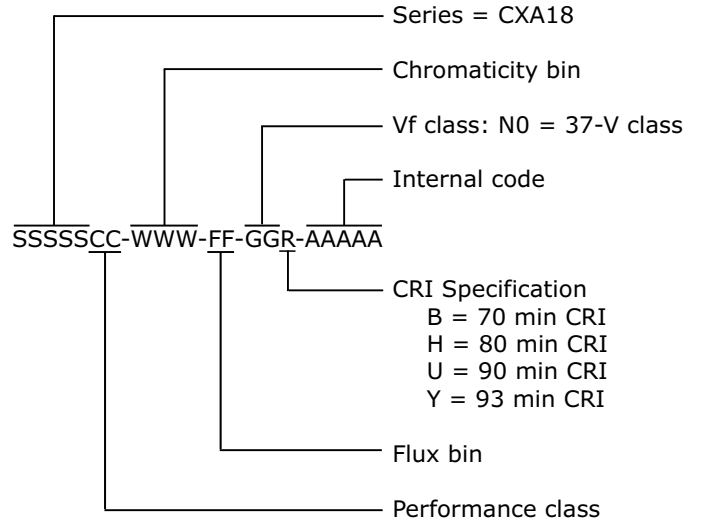 Series = CXA18
Chromaticity bin
Vf class: N0 = 37-V class
Internal code
SSSSSCC-WWW-FF-GGR-AAAAA
CRI Specification
B = 70 min CRI
H = 80 min CRI
U = 90 min CRI
Y = 93 min CRI
Flux bin
Performance class